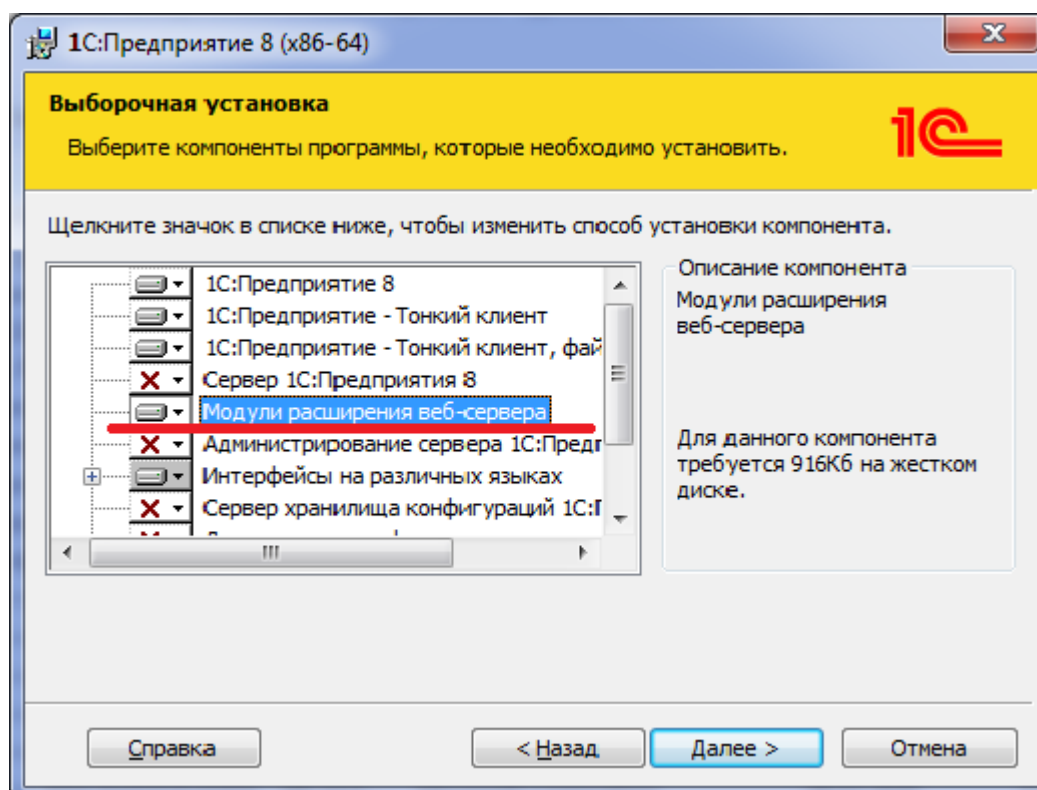 1С:Предприятие 8 (x86-64)
Выборочная установка
Выберите компоненты программы, которые необходимо установить.
1С
Щелкните значок в списке ниже, чтобы изменить способ установки компонента.
1С:Предприятие 8
1С:Предприятие - Тонкий клиент
1С:Предприятие - Тонкий клиент, фай
Сервер 1С:Предприятия 8
Модули расширения веб-сервера
Администрирование сервера 1С:Предп
Интерфейсы на различных языках
Сервер хранилища конфигураций 1С:П
Описание компонента
Модули расширения
веб-сервера
Для данного компонента
требуется 916Кб на жестком
диске.
Справка
< Назад
Далее >
Отмена